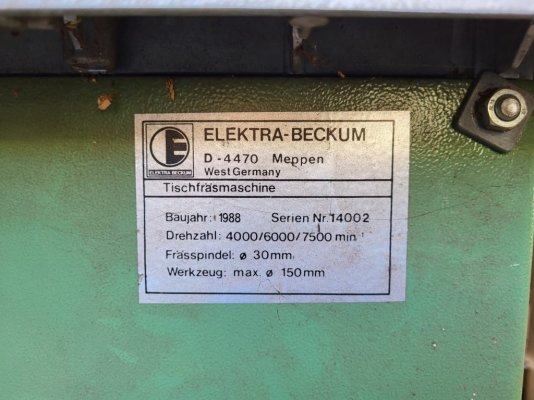 E
ELEKTRA BECKUM
ELEKTRA-BECKUM
D-4470 Meppen
West Germany
Tischfräsmaschine
Baujahr: 1988 Serien Nr. 14002
Drehzahl: 4000/6000/7500 min⁻¹
Frässpindel: ø 30mm
Werkzeug: max. ø 150mm